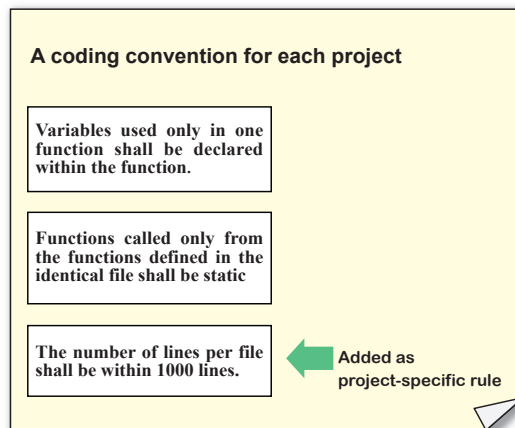 A coding convention for each project
Variables used only in one
function shall be declared
within the function.
Functions called only from
the functions defined in the
identical file shall be static
The number of lines per file
shall be within 1000 lines.
Added as
project-specific rule